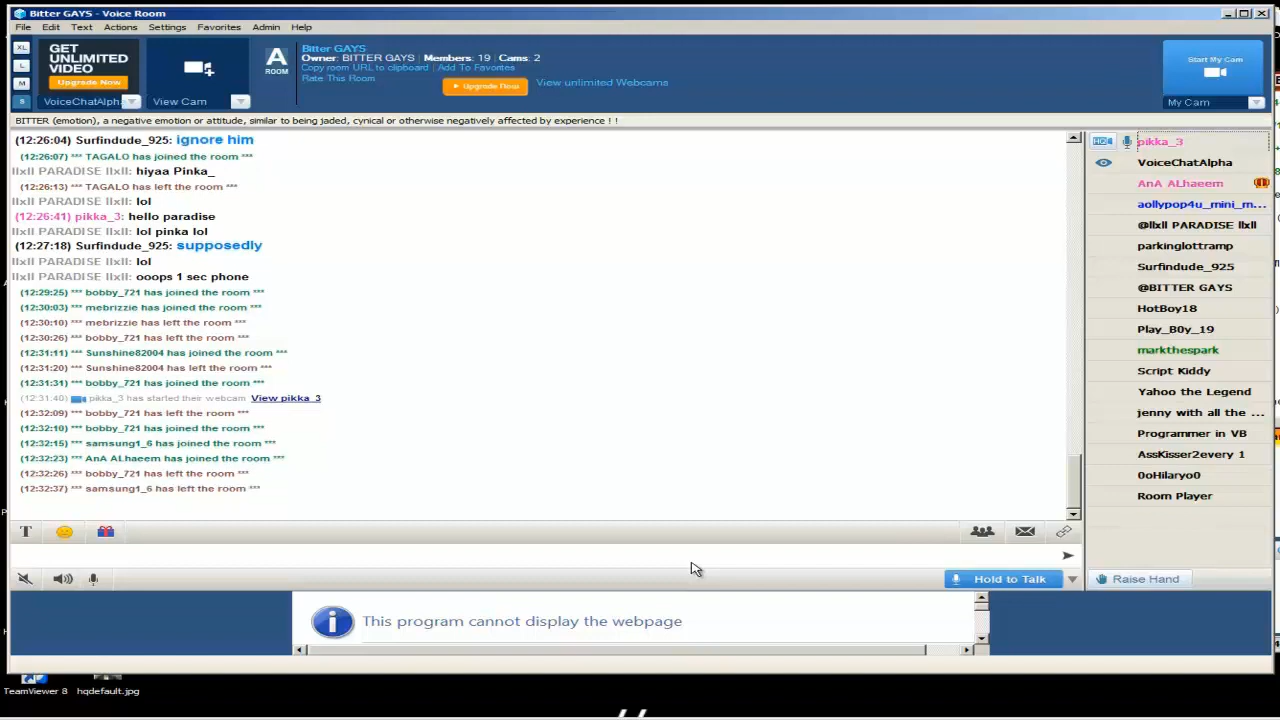 Bitter GAYS - Voice Room
File Edit Text Actions Settings Favorites Admin Help
XL
L
M
S
GET
UNLIMITED
VIDEO
Upgrade Now
VoiceChatAlpha
View Cam
A
ROOM
Bitter GAYS
Owner: BITTER GAYS | Members: 19 | Cams: 2
Copy room URL to clipboard | Add To Favorites
Rate This Room
Upgrade Now
View unlimited Webcams
Start My Cam
My Cam
BITTER (emotion), a negative emotion or attitude, similar to being jaded, cynical or otherwise negatively affected by experience ! !
(12:26:04) Surfindude_925: ignore him
(12:26:07) *** TAGALO has joined the room ***
llxll PARADISE llxll: hiyaa Pinka_
(12:26:13) *** TAGALO has left the room ***
llxll PARADISE llxll: lol
(12:26:41) pikka_3: hello paradise
llxll PARADISE llxll: lol pinka lol
(12:27:18) Surfindude_925: supposedly
llxll PARADISE llxll: lol
llxll PARADISE llxll: ooops 1 sec phone
(12:29:25) *** bobby_721 has joined the room ***
(12:30:03) *** mebrizzie has joined the room ***
(12:30:10) *** mebrizzie has left the room ***
(12:30:26) *** bobby_721 has left the room ***
(12:31:11) *** Sunshine82004 has joined the room ***
(12:31:20) *** Sunshine82004 has left the room ***
(12:31:31) *** bobby_721 has joined the room ***
(12:31:40) pikka_3 has started their webcam View pikka_3
(12:32:09) *** bobby_721 has left the room ***
(12:32:10) *** bobby_721 has joined the room ***
(12:32:15) *** samsung1_6 has joined the room ***
(12:32:23) *** AnA ALhaeem has joined the room ***
(12:32:26) *** bobby_721 has left the room ***
(12:32:37) *** samsung1_6 has left the room ***
HQ pikka_3
VoiceChatAlpha
AnA ALhaeem
aollypop4u_mini_m...
@llxll PARADISE llxll
parkinglottramp
Surfindude_925
@BITTER GAYS
HotBoy18
Play_B0y_19
markthespark
Script Kiddy
Yahoo the Legend
jenny with all the ...
Programmer in VB
AssKisser2every 1
0oHilaryo0
Room Player
T
Hold to Talk
Raise Hand
This program cannot display the webpage
TeamViewer 8 hqdefault.jpg